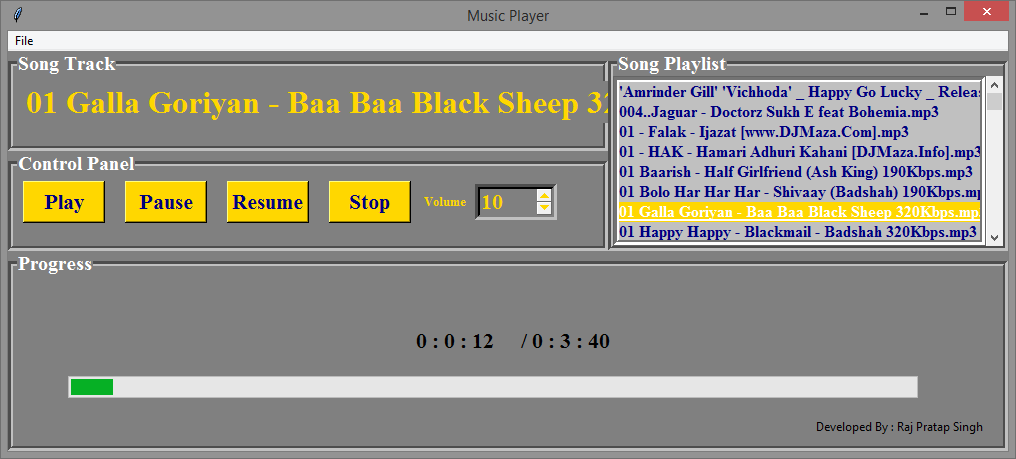 Music Player
File
Song Track
01 Galla Goriyan - Baa Baa Black Sheep 32
Control Panel
Play
Pause
Resume
Stop
Volume
10
Song Playlist
'Amrinder Gill' 'Vichhoda' _ Happy Go Lucky _ Releas
004..Jaguar - Doctorz Sukh E feat Bohemia.mp3
01 - Falak - Ijazat [www.DJMaza.Com].mp3
01 - HAK - Hamari Adhuri Kahani [DJMaza.Info].mp3
01 Baarish - Half Girlfriend (Ash King) 190Kbps.mp3
01 Bolo Har Har Har - Shivaay (Badshah) 190Kbps.mp
01 Galla Goriyan - Baa Baa Black Sheep 320Kbps.mp
01 Happy Happy - Blackmail - Badshah 320Kbps.mp3
Progress
0 : 0 : 12 / 0 : 3 : 40
Developed By : Raj Pratap Singh